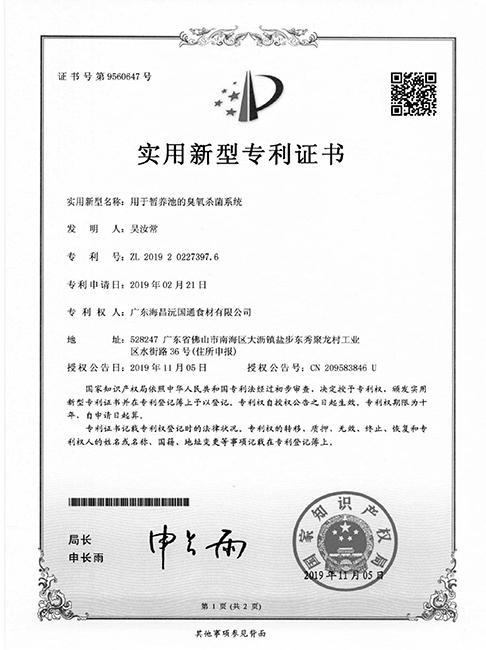 证书号第9560647号
实用新型专利证书
实用新型名称：用于暂养池的臭氧杀菌系统
发明人：吴汝常
专利号：ZL 2019 2 0227397.6
专利申请日：2019年02月21日
专利权人：广东海昌沅国通食材有限公司
地址：528247 广东省佛山市南海区大沥镇盐步东秀聚龙村工业
区水街路36号(住所申报)
授权公告日：2019年11月05日 授权公告号：CN 209583846 U
国家知识产权局依照中华人民共和国专利法经过初步审查，决定授予专利权，颁发实用
新型专利证书并在专利登记簿上予以登记。专利权自授权公告之日起生效。专利权期限为十
年，自申请日起算。
专利证书记载专利权登记时的法律状况。专利权的转移、质押、无效、终止、恢复和专
利权人的姓名或名称、国籍、地址变更等事项记载在专利登记簿上。
局长
申长雨
申长雨
国家知识产权局
2019年11月05日
第 1 页 (共 2 页)
其他事项参见背面